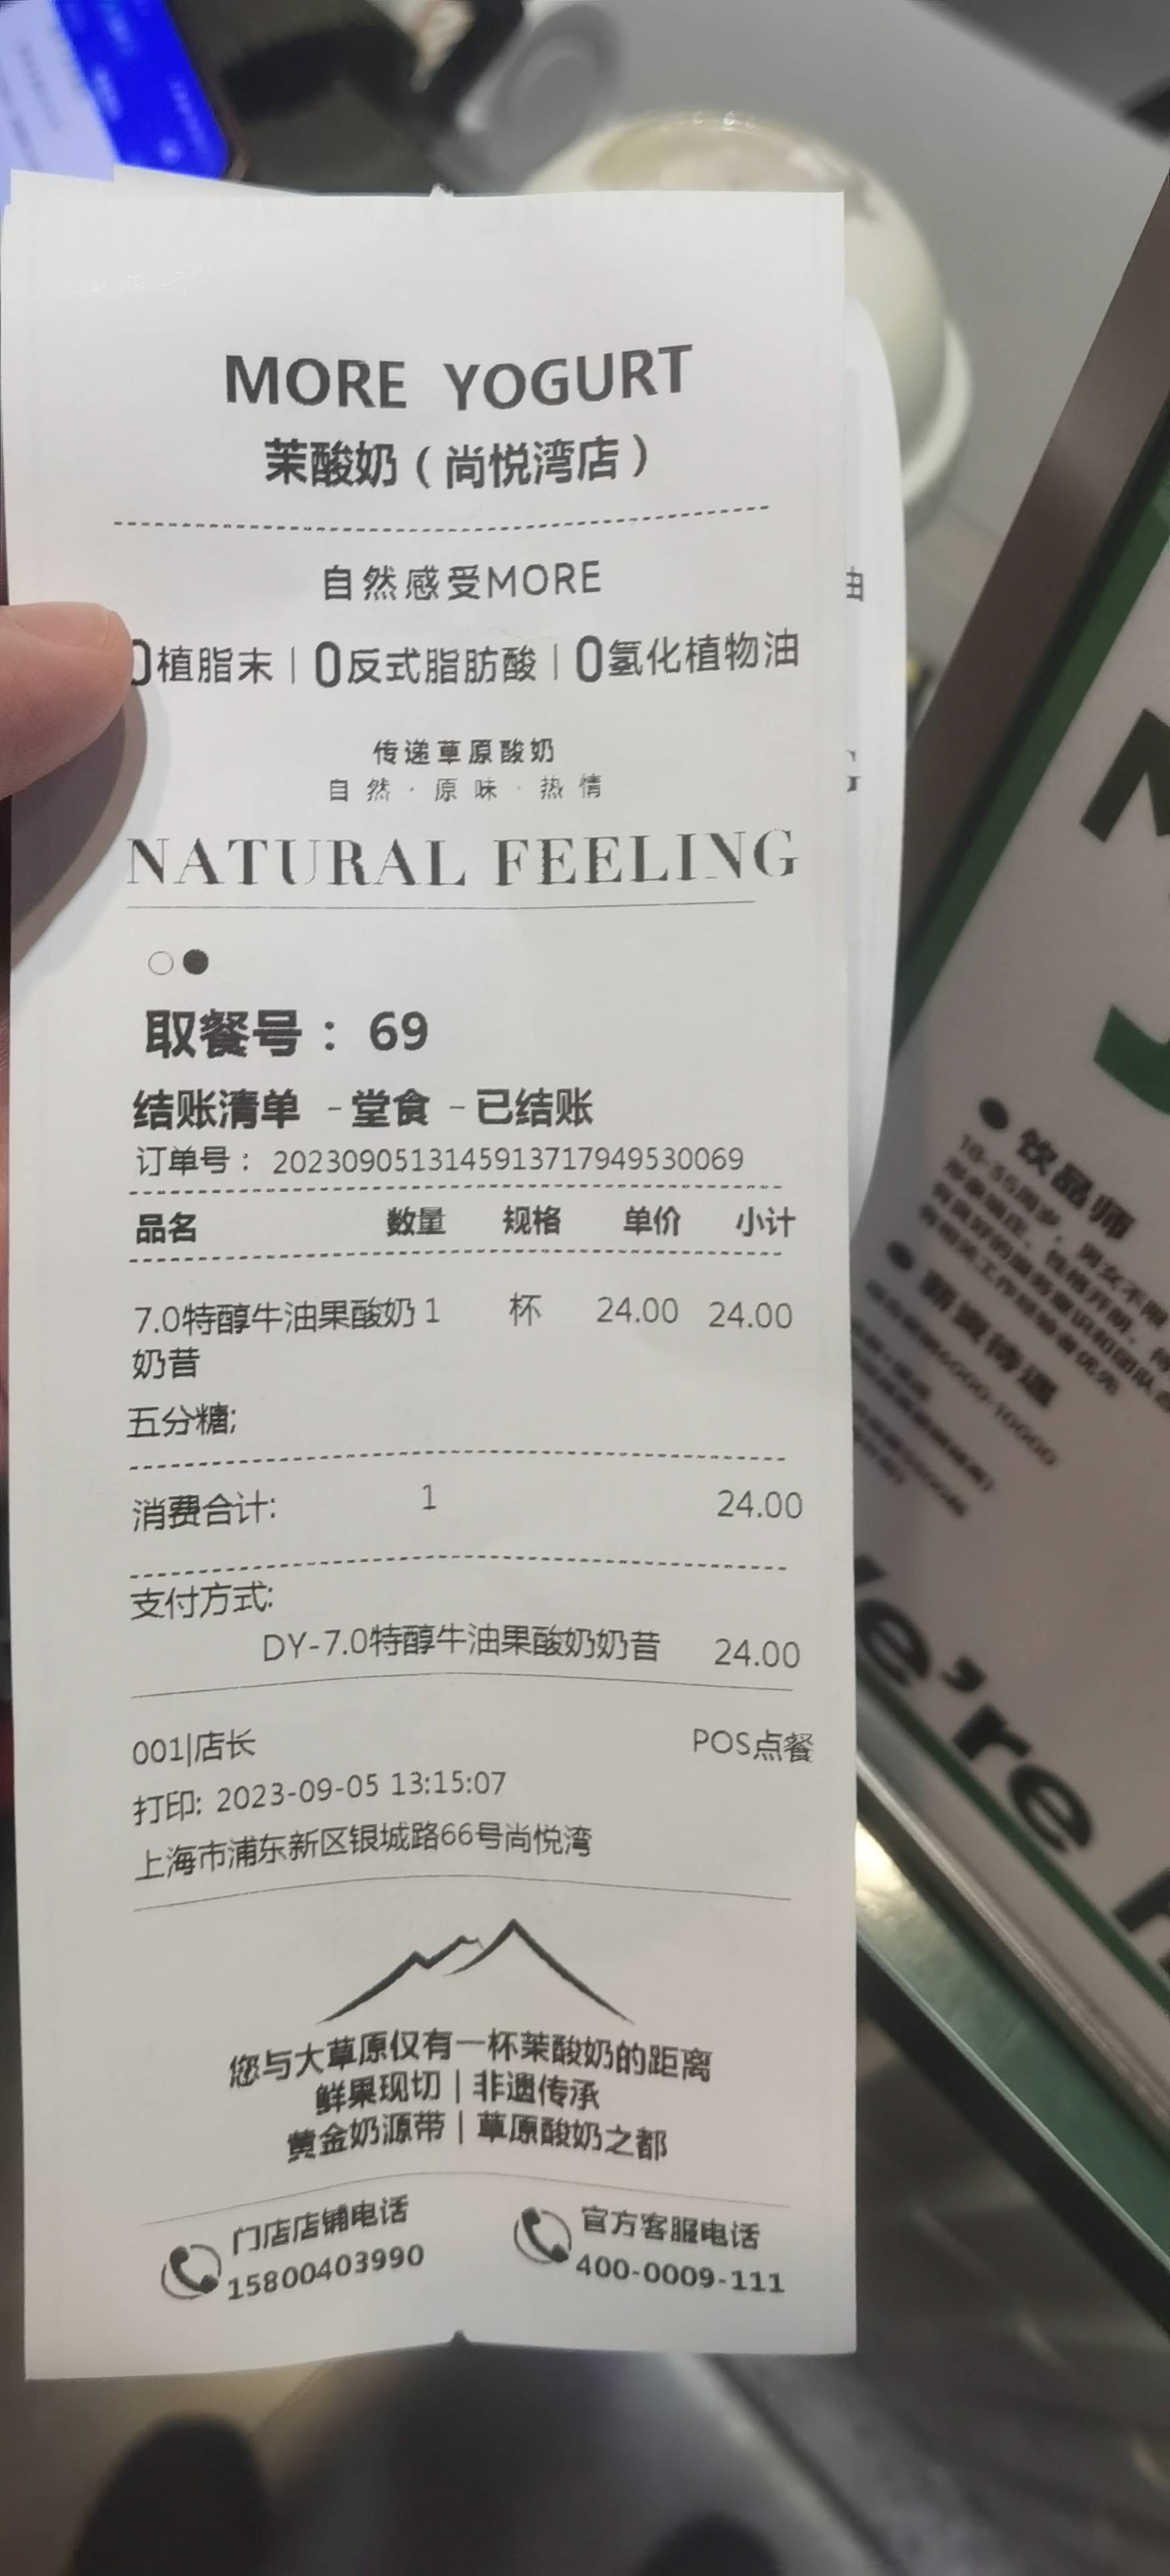 MORE YOGURT
茉酸奶（尚悦湾店）
自然感受MORE
0植脂末 | 0反式脂肪酸 | 0氢化植物油
传递草原酸奶
自然·原味·热情
NATURAL FEELING
取餐号： 69
结账清单 -堂食 -已结账
订单号： 2023090513145913717949530069
品名 数量 规格 单价 小计
7.0特醇牛油果酸奶 1 杯 24.00 24.00
奶昔
五分糖;
消费合计: 1 24.00
支付方式:
DY-7.0特醇牛油果酸奶奶昔 24.00
001|店长 POS点餐
打印: 2023-09-05 13:15:07
上海市浦东新区银城路66号尚悦湾
您与大草原仅有一杯茉酸奶的距离
鲜果现切 | 非遗传承
黄金奶源带 | 草原酸奶之都
门店店铺电话 官方客服电话
15800403990 400-0009-111
油
G
饮品师
薪资待遇
We're